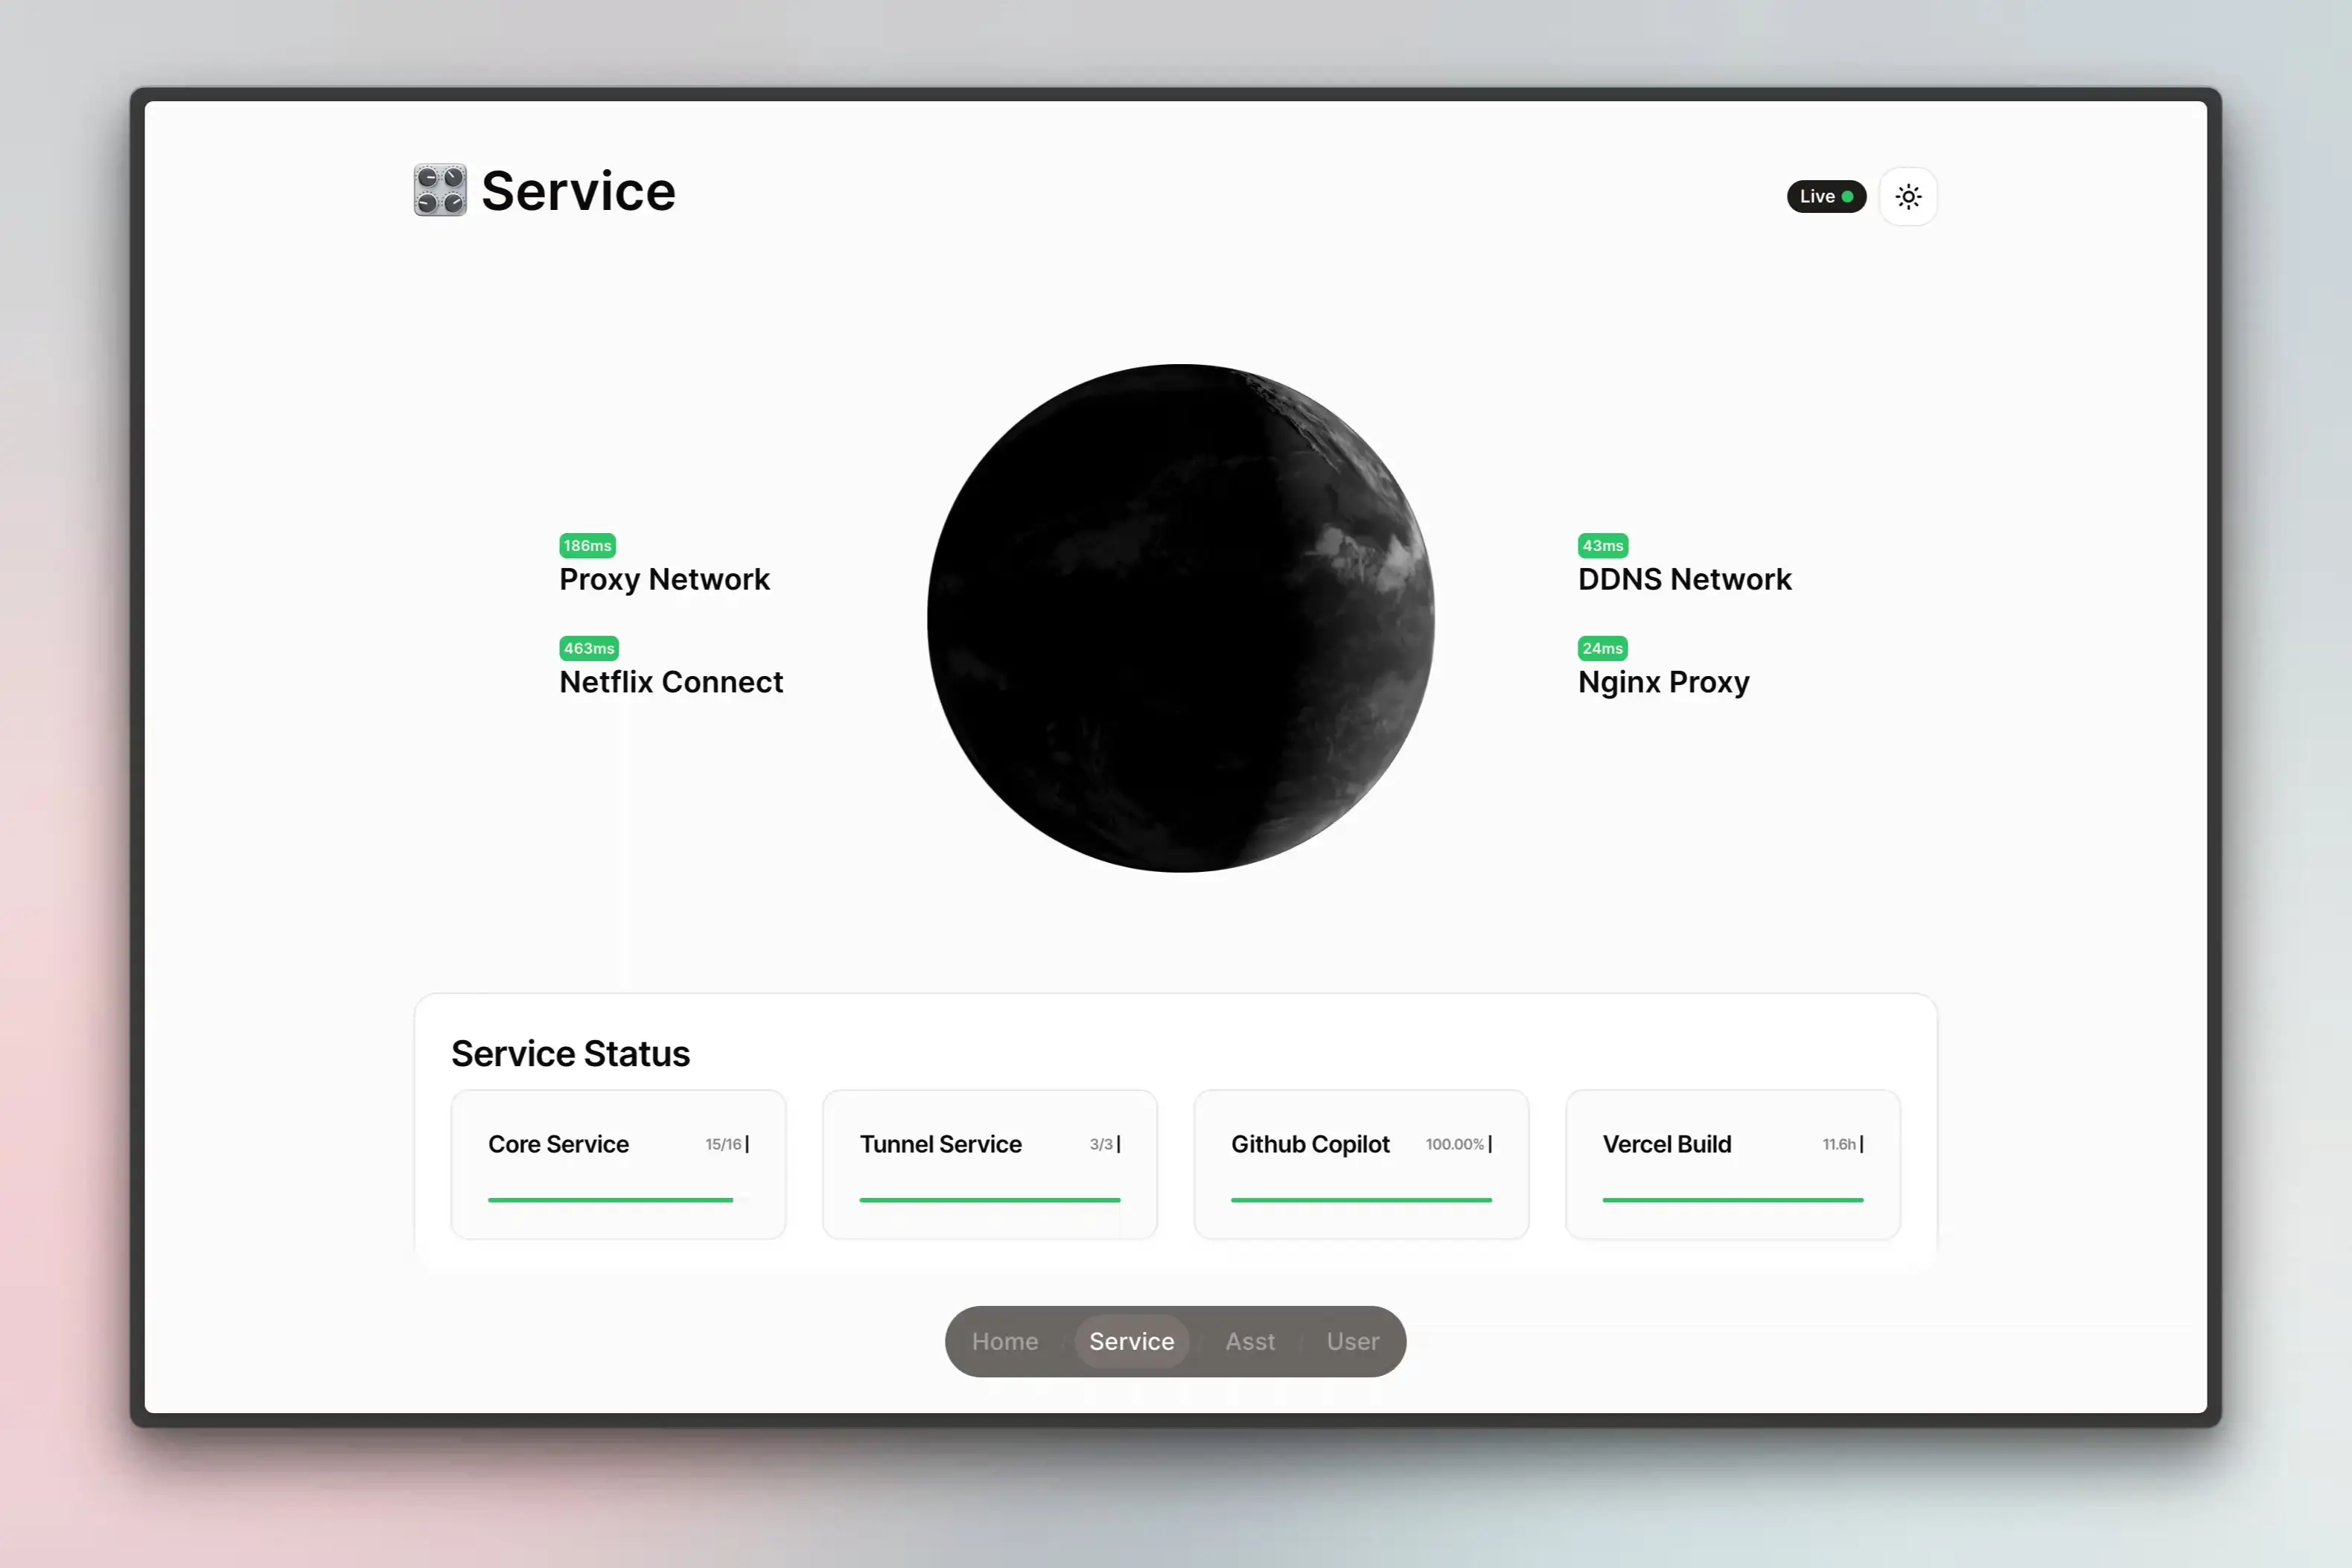 Service
Live
186ms
Proxy Network
463ms
Netflix Connect
43ms
DDNS Network
24ms
Nginx Proxy
Service Status
Core Service 15/16
Tunnel Service 3/3
Github Copilot 100.00%
Vercel Build 11.6h
Home Service Asst User